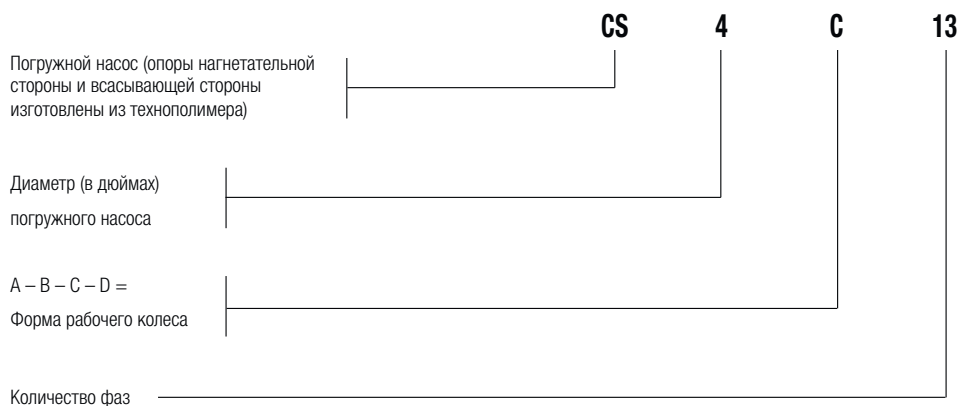 CS 4 C 13
Погружной насос (опоры нагнетательной
стороны и всасывающей стороны
изготовлены из технополимера)
Диаметр (в дюймах)
погружного насоса
A – B – C – D =
Форма рабочего колеса
Количество фаз